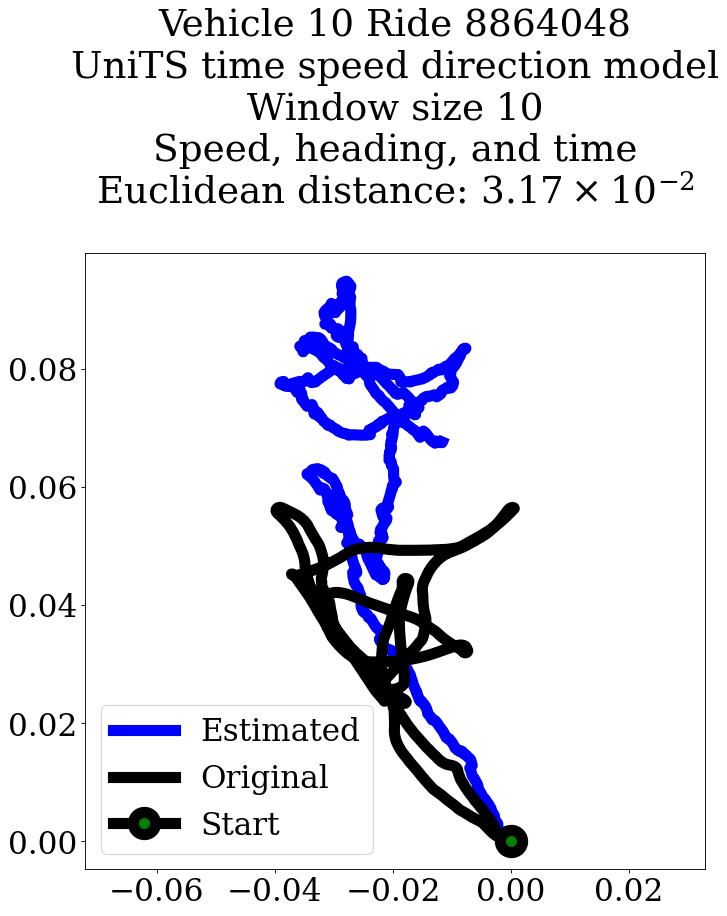 Vehicle 10 Ride 8864048
UniTS time speed direction model
Window size 10
Speed, heading, and time
Euclidean distance: 3.17 × 10⁻²
0.08
0.06
0.04
0.02
0.00
Estimated
Original
Start
−0.06 −0.04 −0.02 0.00 0.02